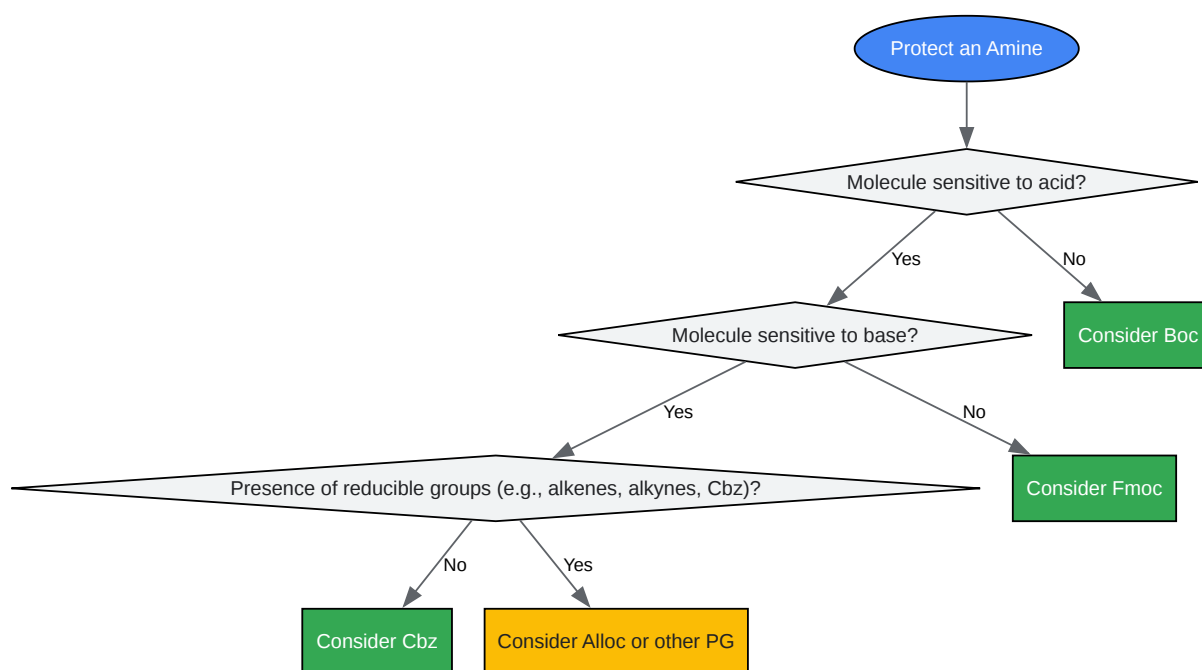 Protect an Amine
Molecule sensitive to acid?
Yes
No
Molecule sensitive to base?
Consider Boc
Yes
No
Presence of reducible groups (e.g., alkenes, alkynes, Cbz)?
Consider Fmoc
No
Yes
Consider Cbz
Consider Alloc or other PG